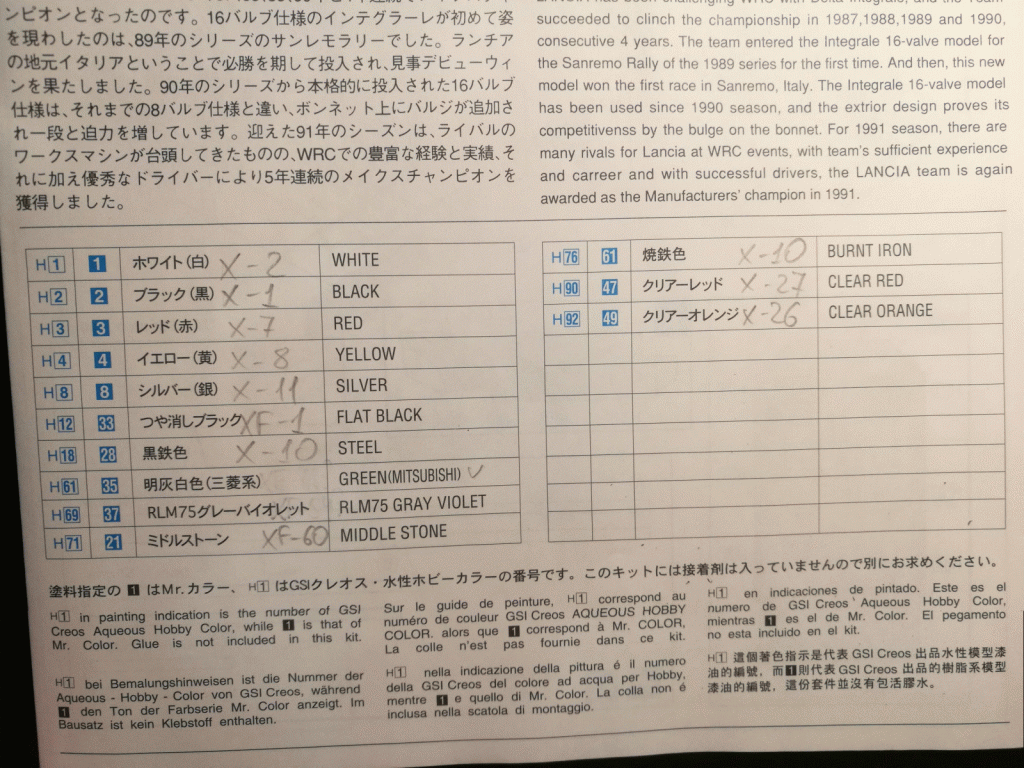 ンピオンとなったのです。16バルブ仕様のインテグラーレが初めて姿
を現わしたのは、89年のシリーズのサンレモラリーでした。ランチア
の地元イタリアということで必勝を期して投入され、見事デビューウィ
ンを果たしました。90年のシリーズから本格的に投入された16バルブ
仕様は、それまでの8バルブ仕様と違い、ボンネット上にバルジが追加さ
れ一段と迫力を増しています。迎えた91年のシーズンは、ライバルの
ワークスマシンが台頭してきたものの、WRCでの豊富な経験と実績、そ
れに加え優秀なドライバーにより5年連続のメイクスチャンピオンを
獲得しました。
succeeded to clinch the championship in 1987,1988,1989 and 1990,
consecutive 4 years. The team entered the Integrale 16-valve model for
the Sanremo Rally of the 1989 series for the first time. And then, this new
model won the first race in Sanremo, Italy. The Integrale 16-valve model
has been used since 1990 season, and the extrior design proves its
competitivenss by the bulge on the bonnet. For 1991 season, there are
many rivals for Lancia at WRC events, with team's sufficient experience
and carreer and with successful drivers, the LANCIA team is again
awarded as the Manufacturers' champion in 1991.
H1 1 ホワイト(白) X-2 WHITE
H2 2 ブラック(黒) X-1 BLACK
H3 3 レッド(赤) X-7 RED
H4 4 イエロー(黄) X-8 YELLOW
H8 8 シルバー(銀) X-11 SILVER
H12 33 つや消しブラック XF-1 FLAT BLACK
H18 28 黒鉄色 X-10 STEEL
H61 35 明灰白色(三菱系) GREEN(MITSUBISHI) ✓
H69 37 RLM75グレーバイオレット RLM75 GRAY VIOLET
H71 21 ミドルストーン XF-60 MIDDLE STONE
H76 61 焼鉄色 X-10 BURNT IRON
H90 47 クリアーレッド X-27 CLEAR RED
H92 49 クリアーオレンジ X-26 CLEAR ORANGE
塗料指定の 1 はMr.カラー、 H1 はGSIクレオス・水性ホビーカラーの番号です。このキットには接着剤は入っていませんので別にお求めください。
H1 in painting indication is the number of GSI
Creos Aqueous Hobby Color, while 1 is that of
Mr. Color. Glue is not included in this kit.
Sur le guide de peinture, H1 correspond au
numéro de couleur GSI Creos AQUEOUS HOBBY
COLOR. alors que 1 correspond à Mr. COLOR,
La colle n'est pas fournie dans ce kit.
H1 en indicaciones de pintado. Este es el
numero de GSI Creos Aqueous Hobby Color,
mientras 1 es el de Mr. Color. El pegamento
no esta incluido en el kit.
H1 bei Bemalungshinweisen ist die Nummer der
Aqueous - Hobby - Color von GSI Creos, während
1 den Ton der Farbserie Mr. Color anzeigt. Im
Bausatz ist kein Klebstoff enthalten.
H1 nella indicazione della pittura é il numero
della GSI Creos del colore ad acqua per Hobby,
mentre 1 e quello di Mr. Color. La colla non é
inclusa nella scatola di montaggio.
H1 這個著色指示是代表 GSI Creos 出品水性模型漆
油的編號，而1則代表 GSI Creos 出品的樹脂系模型
漆油的編號，這份套件並沒有包活膠水。